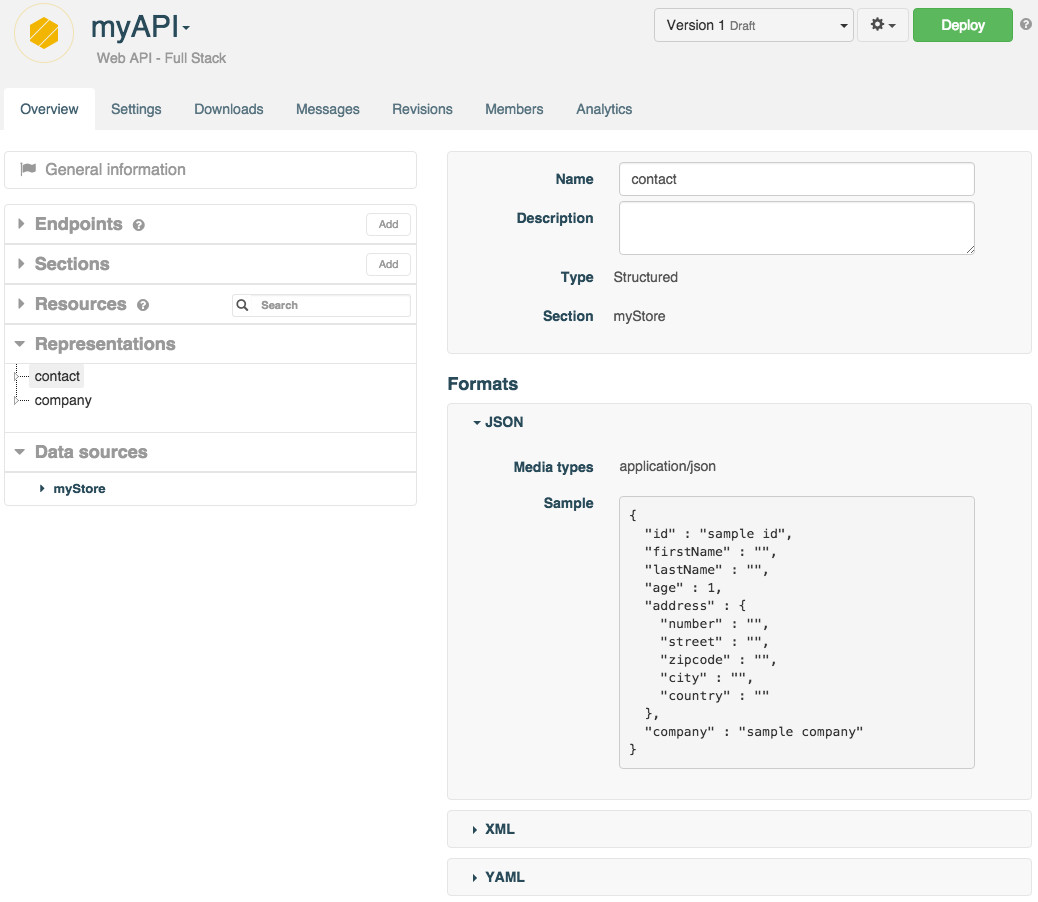 myAPI
Version 1 Draft
Deploy
Web API - Full Stack
Overview
Settings
Downloads
Messages
Revisions
Members
Analytics
General information
Endpoints
Add
Sections
Add
Resources
Search
Representations
contact
company
Data sources
myStore
Name
contact
Description
Type
Structured
Section
myStore
Formats
JSON
Media types
application/json
Sample
{
"id" : "sample id",
"firstName" : "",
"lastName" : "",
"age" : 1,
"address" : {
"number" : "",
"street" : "",
"zipcode" : "",
"city" : "",
"country" : ""
},
"company" : "sample company"
}
XML
YAML